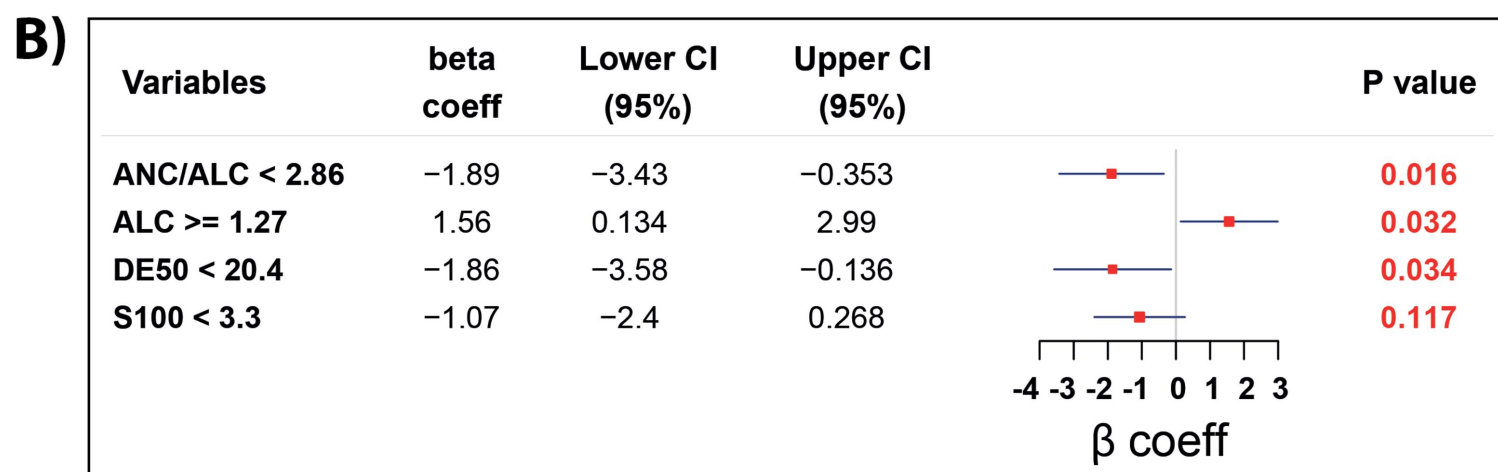 B)
Variables beta coeff Lower CI (95%) Upper CI (95%) P value
ANC/ALC < 2.86 −1.89 −3.43 −0.353 0.016
ALC >= 1.27 1.56 0.134 2.99 0.032
DE50 < 20.4 −1.86 −3.58 −0.136 0.034
S100 < 3.3 −1.07 −2.4 0.268 0.117
-4 -3 -2 -1 0 1 2 3
β coeff